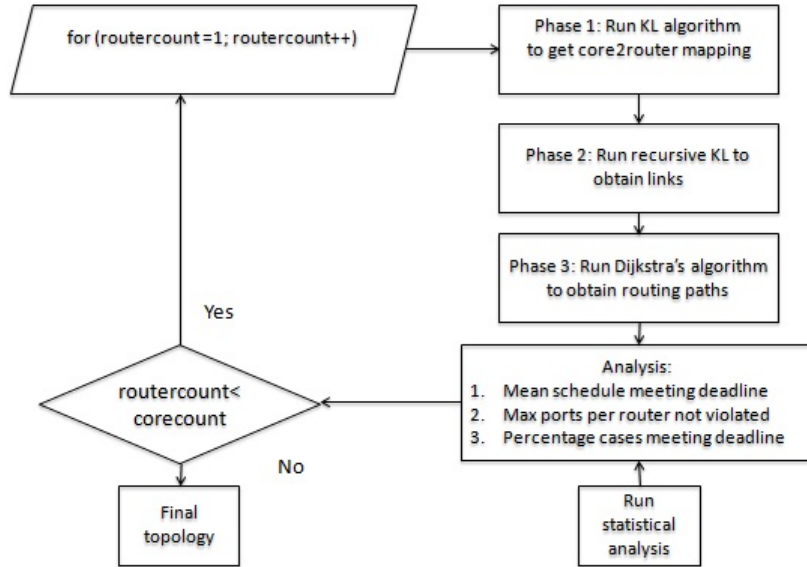 for (routercount =1; routercount++)
Phase 1: Run KL algorithm
to get core2router mapping
Phase 2: Run recursive KL to
obtain links
Phase 3: Run Dijkstra's algorithm
to obtain routing paths
Analysis:
1. Mean schedule meeting deadline
2. Max ports per router not violated
3. Percentage cases meeting deadline
Run
statistical
analysis
routercount<
corecount
Yes
No
Final
topology